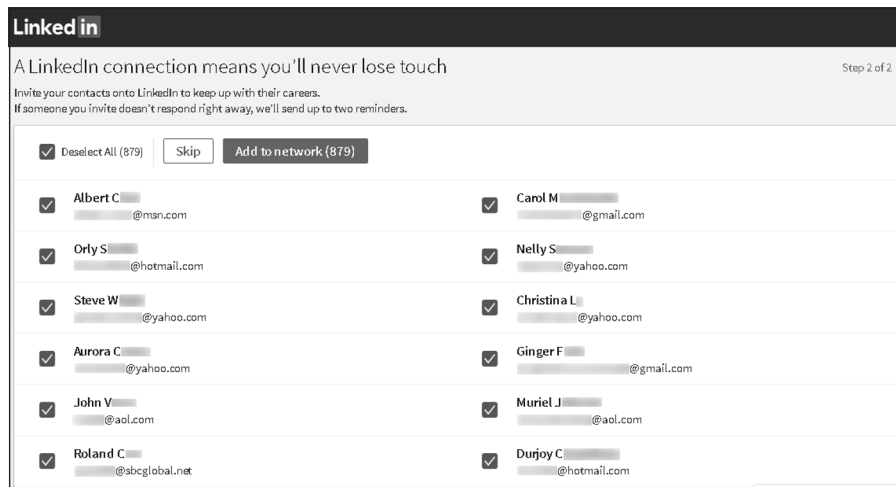 Linked in
A LinkedIn connection means you'll never lose touch
Step 2 of 2
Invite your contacts onto LinkedIn to keep up with their careers.
If someone you invite doesn't respond right away, we'll send up to two reminders.
Deselect All (879)
Skip
Add to network (879)
Albert C
@msn.com
Carol M
@gmail.com
Orly S
@hotmail.com
Nelly S
@yahoo.com
Steve W
@yahoo.com
Christina L
@yahoo.com
Aurora C
@yahoo.com
Ginger F
@gmail.com
John V
@aol.com
Muriel J
@aol.com
Roland C
@sbcglobal.net
Durjoy C
@hotmail.com